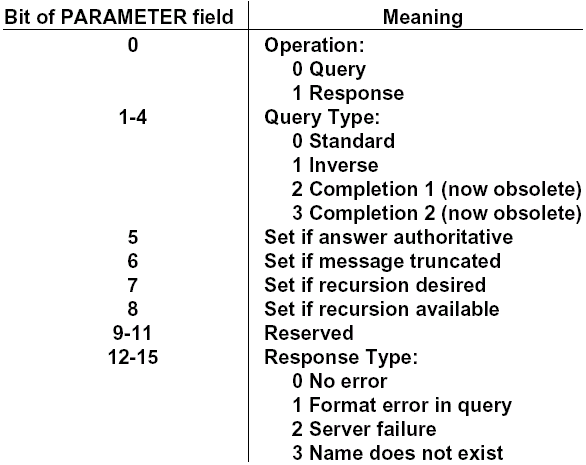 Bit of PARAMETER field Meaning
0 Operation:
0 Query
1 Response
1-4 Query Type:
0 Standard
1 Inverse
2 Completion 1 (now obsolete)
3 Completion 2 (now obsolete)
5 Set if answer authoritative
6 Set if message truncated
7 Set if recursion desired
8 Set if recursion available
9-11 Reserved
12-15 Response Type:
0 No error
1 Format error in query
2 Server failure
3 Name does not exist